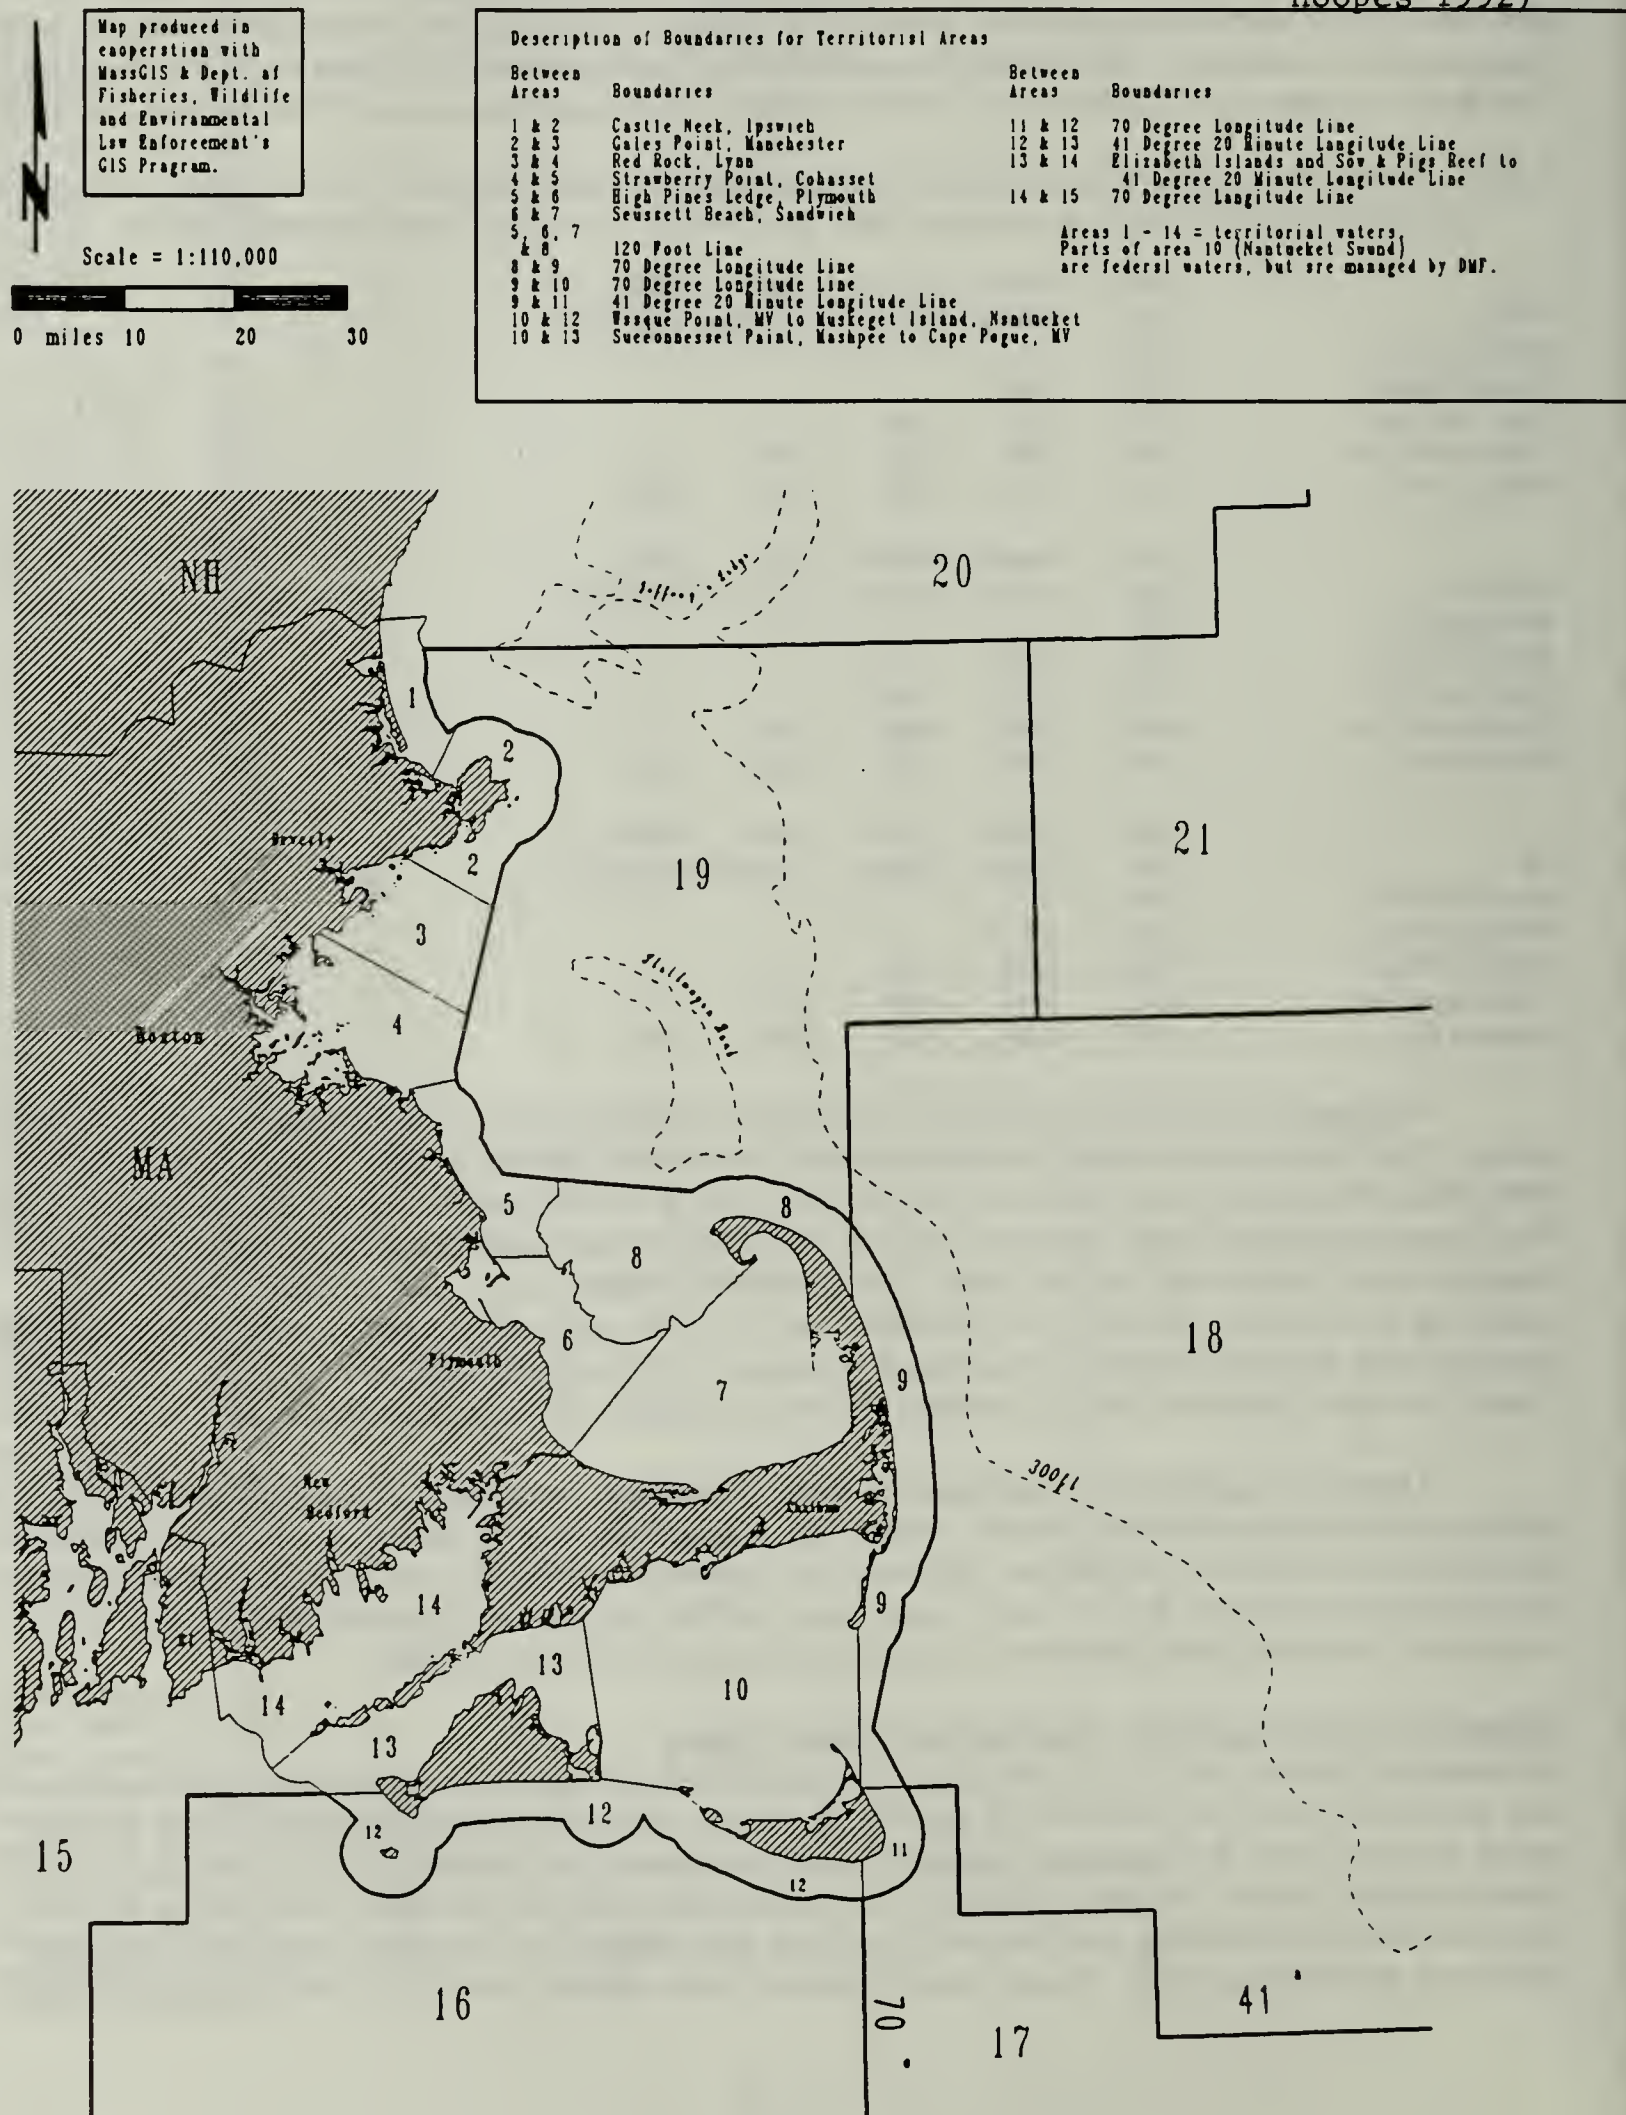 Hoopes 1992)
Map produced in
cooperation with
MassGIS & Dept. of
Fisheries, Wildlife
and Environmental
Law Enforcement's
GIS Program.
N
Scale = 1:110,000
0 miles 10 20 30
Description of Boundaries for Territorial Areas
Between
Areas Boundaries
1 & 2 Castle Neck, Ipswich
2 & 3 Gales Point, Manchester
3 & 4 Red Rock, Lynn
4 & 5 Strawberry Point, Cohasset
5 & 6 High Pines Ledge, Plymouth
6 & 7 Scussett Beach, Sandwich
5, 6, 7
& 8 120 Foot Line
8 & 9 70 Degree Longitude Line
9 & 10 70 Degree Longitude Line
9 & 11 41 Degree 20 Minute Longitude Line
10 & 12 Wasque Point, MV to Muskeget Island, Nantucket
10 & 13 Succonnesset Point, Mashpee to Cape Pogue, MV
Between
Areas Boundaries
11 & 12 70 Degree Longitude Line
12 & 13 41 Degree 20 Minute Longitude Line
13 & 14 Elizabeth Islands and Sow & Pigs Reef to
41 Degree 20 Minute Longitude Line
14 & 15 70 Degree Longitude Line
Areas 1 - 14 = territorial waters,
Parts of area 10 (Nantucket Sound)
are federal waters, but are managed by DMF.
NH
20
1
2
Beverly
2
21
19
3
Boston
4
MA
5
8
8
6
18
Plymouth
7
9
New
Bedford
Chatham
14
9
RI
13
10
14
13
12
12
11
12
15
16
70
17
41